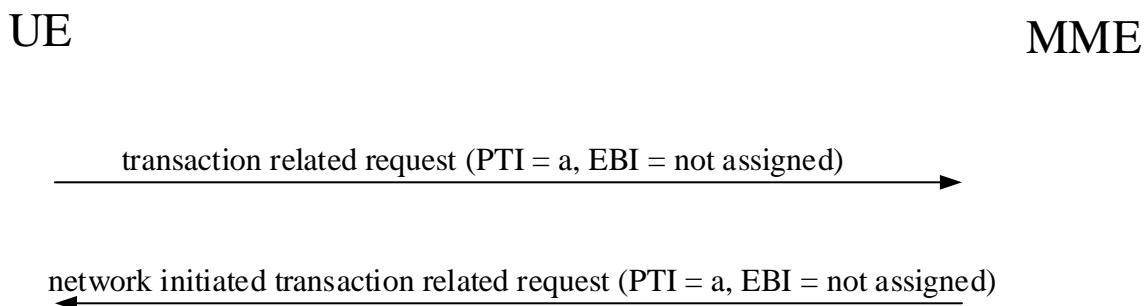 UE
MME
transaction related request (PTI = a, EBI = not assigned)
network initiated transaction related request (PTI = a, EBI = not assigned)